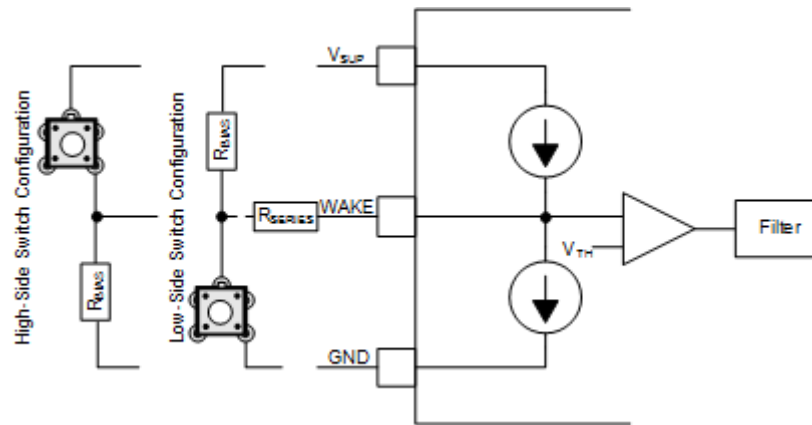 High-Side Switch Configuration
RBIAS
Low-Side Switch Configuration
RBIAS
RSERIES
VSUP
WAKE
GND
VTH
Filter